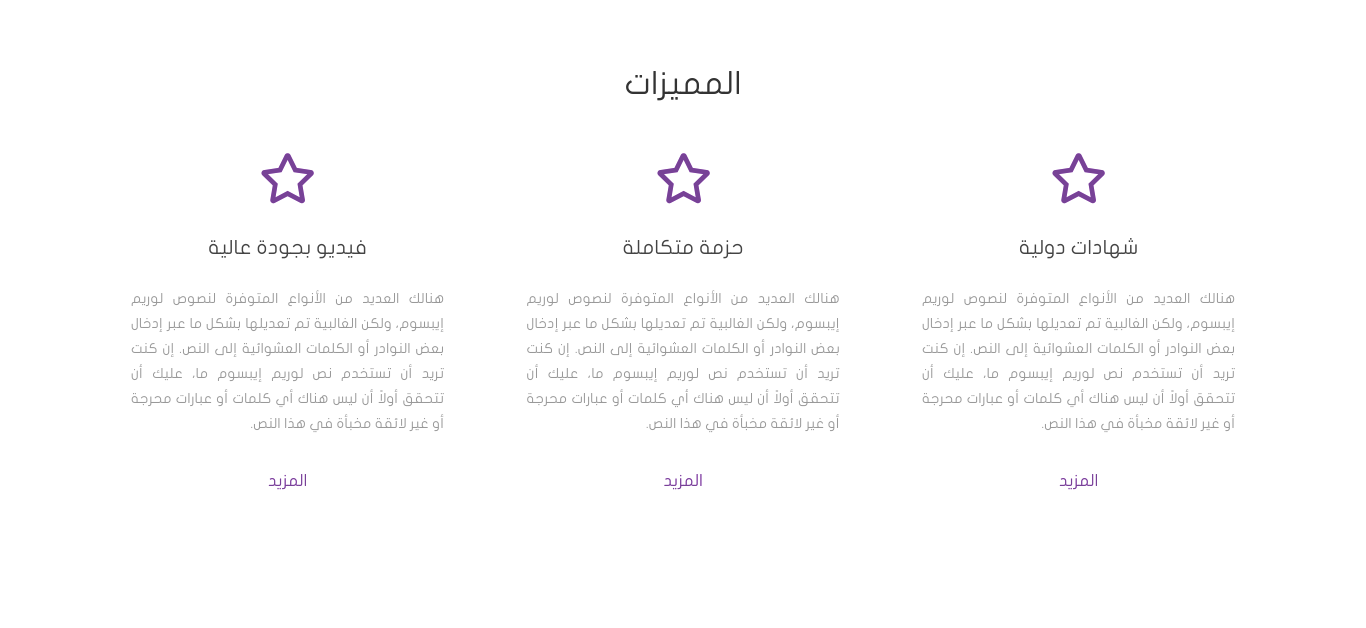 المميزات
شهادات دولية
هنالك العديد من الأنواع المتوفرة لنصوص لوريم
إيبسوم، ولكن الغالبية تم تعديلها بشكل ما عبر إدخال
بعض النوادر أو الكلمات العشوائية إلى النص. إن كنت
تريد أن تستخدم نص لوريم إيبسوم ما، عليك أن
تتحقق أولاً أن ليس هناك أي كلمات أو عبارات محرجة
أو غير لائقة مخبأة في هذا النص.
المزيد
حزمة متكاملة
هنالك العديد من الأنواع المتوفرة لنصوص لوريم
إيبسوم، ولكن الغالبية تم تعديلها بشكل ما عبر إدخال
بعض النوادر أو الكلمات العشوائية إلى النص. إن كنت
تريد أن تستخدم نص لوريم إيبسوم ما، عليك أن
تتحقق أولاً أن ليس هناك أي كلمات أو عبارات محرجة
أو غير لائقة مخبأة في هذا النص.
المزيد
فيديو بجودة عالية
هنالك العديد من الأنواع المتوفرة لنصوص لوريم
إيبسوم، ولكن الغالبية تم تعديلها بشكل ما عبر إدخال
بعض النوادر أو الكلمات العشوائية إلى النص. إن كنت
تريد أن تستخدم نص لوريم إيبسوم ما، عليك أن
تتحقق أولاً أن ليس هناك أي كلمات أو عبارات محرجة
أو غير لائقة مخبأة في هذا النص.
المزيد